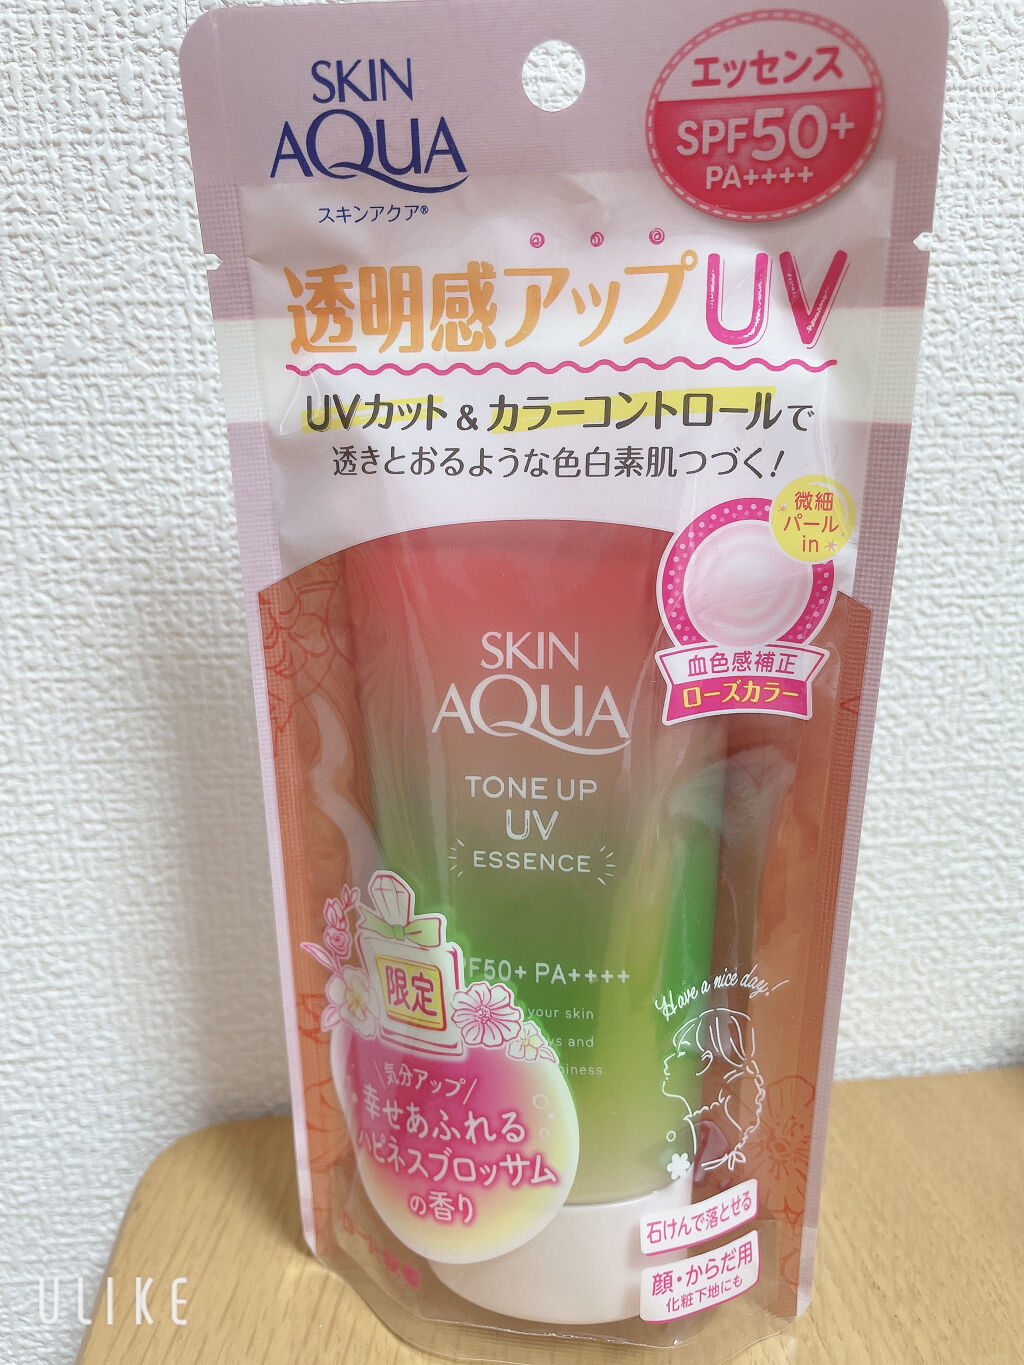 SKIN
AQUA
スキンアクア®
エッセンス
SPF50+
PA++++
透明感アップUV
UVカット&カラーコントロールで
透きとおるような色白素肌つづく!
微細
パール
in
血色感補正
ローズカラー
SKIN
AQUA
TONE UP
UV
ESSENCE
PF50+ PA++++
your skin
and
Have a nice day!
限定
気分アップ
幸せあふれる
ハピネスブロッサム
の香り
石けんで落とせる
顔・からだ用
化粧下地にも
ULIKE